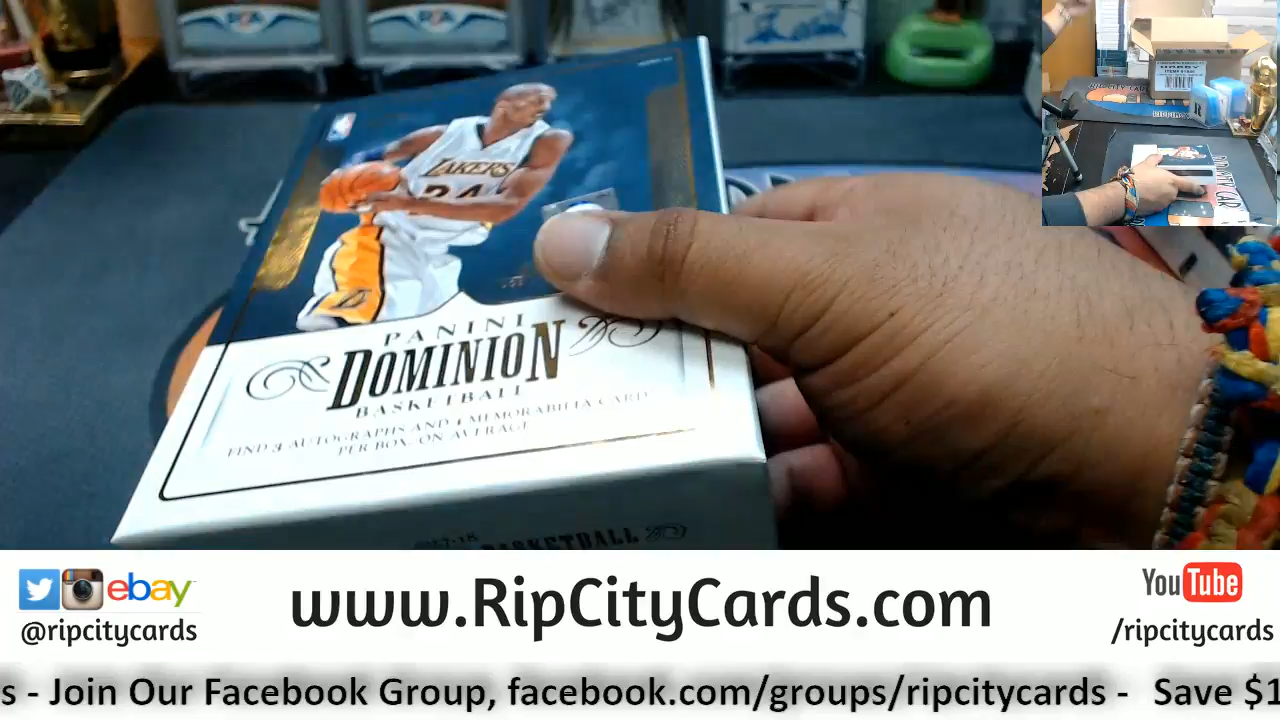 LAKERS
24
PANINI
DOMINION
BASKETBALL
FIND 3 AUTOGRAPHS AND 1 MEMORABILIA CARD
PER BOX, ON AVERAGE
BASKETBALL
ebay
@ripcitycards
www.RipCityCards.com
YouTube
/ripcitycards
s - Join Our Facebook Group, facebook.com/groups/ripcitycards - Save $1